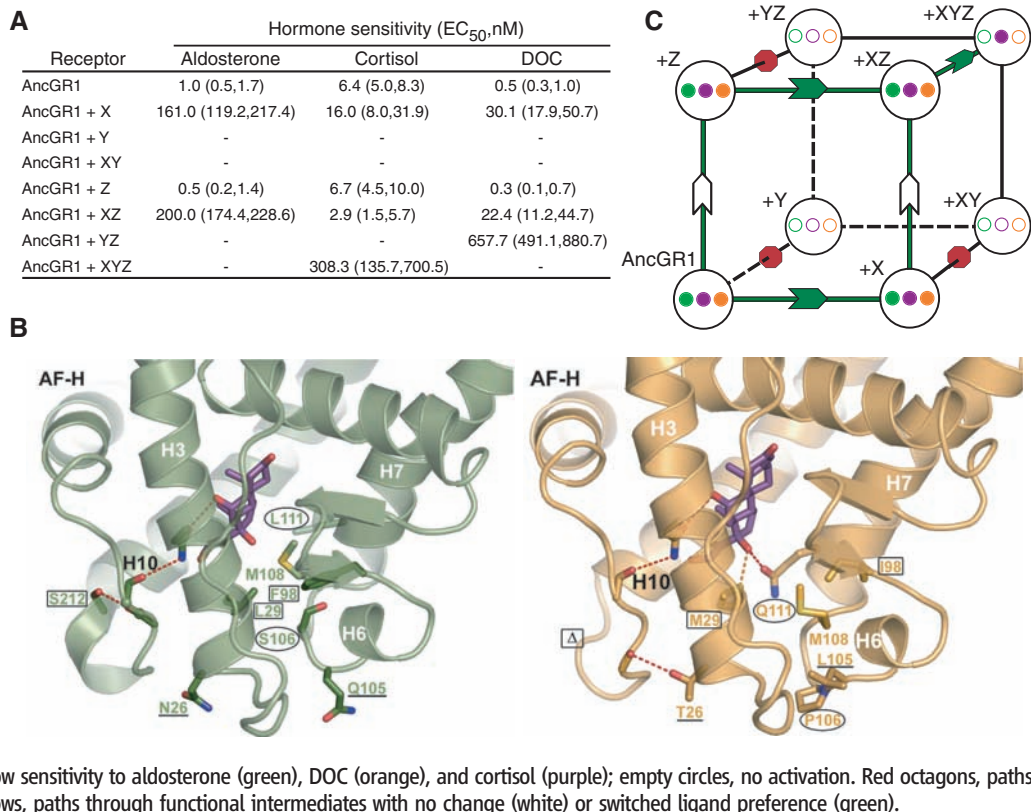 A
Hormone sensitivity (EC50,nM)
Receptor Aldosterone Cortisol DOC
AncGR1 1.0 (0.5,1.7) 6.4 (5.0,8.3) 0.5 (0.3,1.0)
AncGR1 + X 161.0 (119.2,217.4) 16.0 (8.0,31.9) 30.1 (17.9,50.7)
AncGR1 + Y - - -
AncGR1 + XY - - -
AncGR1 + Z 0.5 (0.2,1.4) 6.7 (4.5,10.0) 0.3 (0.1,0.7)
AncGR1 + XZ 200.0 (174.4,228.6) 2.9 (1.5,5.7) 22.4 (11.2,44.7)
AncGR1 + YZ - - 657.7 (491.1,880.7)
AncGR1 + XYZ - 308.3 (135.7,700.5) -
C
+YZ +XYZ
+Z +XZ
+Y +XY
AncGR1 +X
B
AF-H
H3
H7
L111
H10
M108
F98
S212
L29
S106
H6
N26
Q105
AF-H
H3
H7
H10
I98
M29
Q111
Δ
M108
H6
L105
T26
P106
ow sensitivity to aldosterone (green), DOC (orange), and cortisol (purple); empty circles, no activation. Red octagons, paths
ows, paths through functional intermediates with no change (white) or switched ligand preference (green).